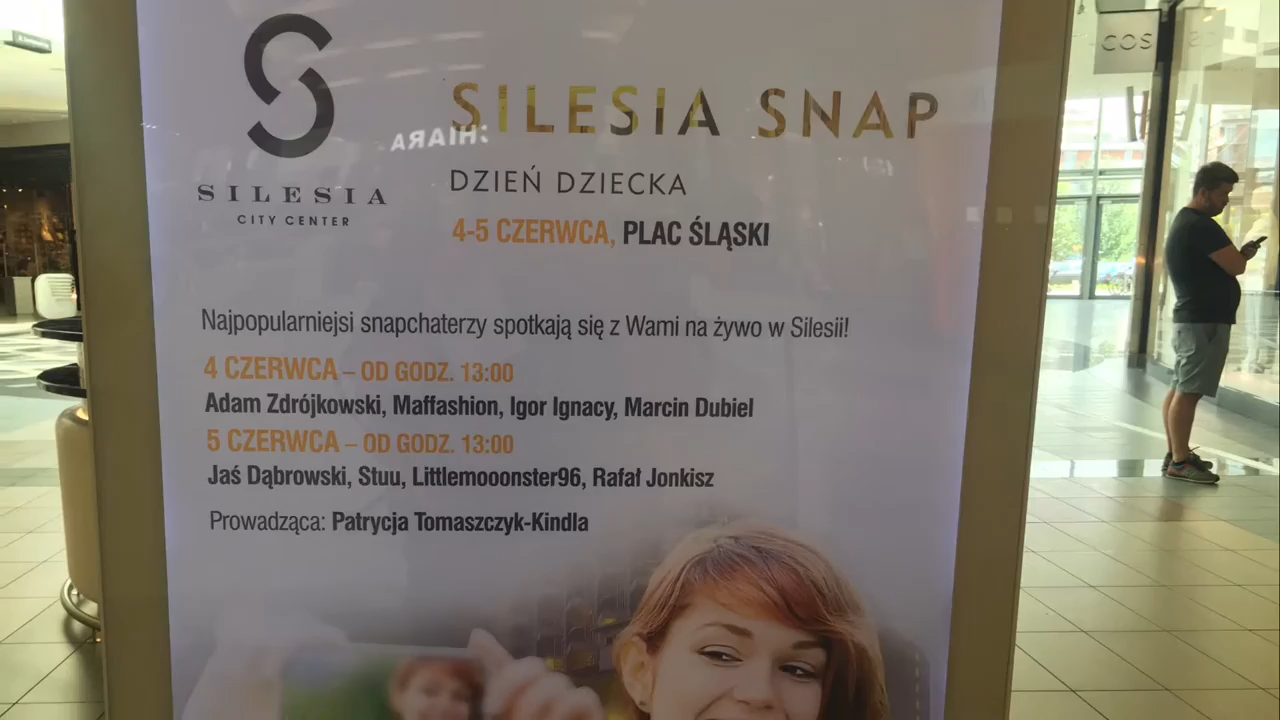 SILESIA
CITY CENTER
SILESIA SNAP
DZIEŃ DZIECKA
4-5 CZERWCA, PLAC ŚLĄSKI
Najpopularniejsi snapchaterzy spotkają się z Wami na żywo w Silesii!
4 CZERWCA – OD GODZ. 13:00
Adam Zdrójkowski, Maffashion, Igor Ignacy, Marcin Dubiel
5 CZERWCA – OD GODZ. 13:00
Jaś Dąbrowski, Stuu, Littlemooonster96, Rafał Jonkisz
Prowadząca: Patrycja Tomaszczyk-Kindla
COS